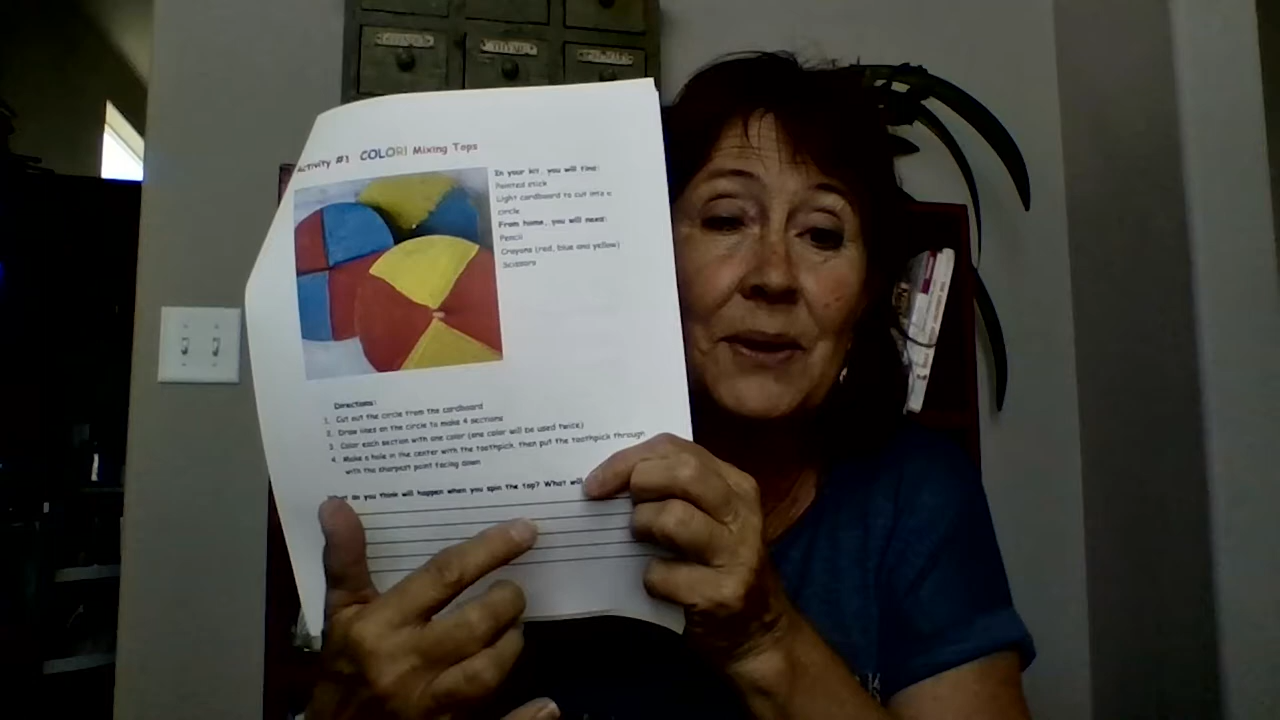 Activity #1 COLOR! Mixing Tops
In your kit, you will find:
Pointed stick
Light cardboard to cut into a
circle
From home, you will need:
Pencil
Crayons (red, blue and yellow)
Scissors
Directions:
1. Cut out the circle from the cardboard
2. Draw lines on the circle to make 4 sections
3. Color each section with one color (one color will be used twice)
4. Make a hole in the center with the toothpick, then put the toothpick through
with the sharpest point facing down
do you think will happen when you spin the top? What will